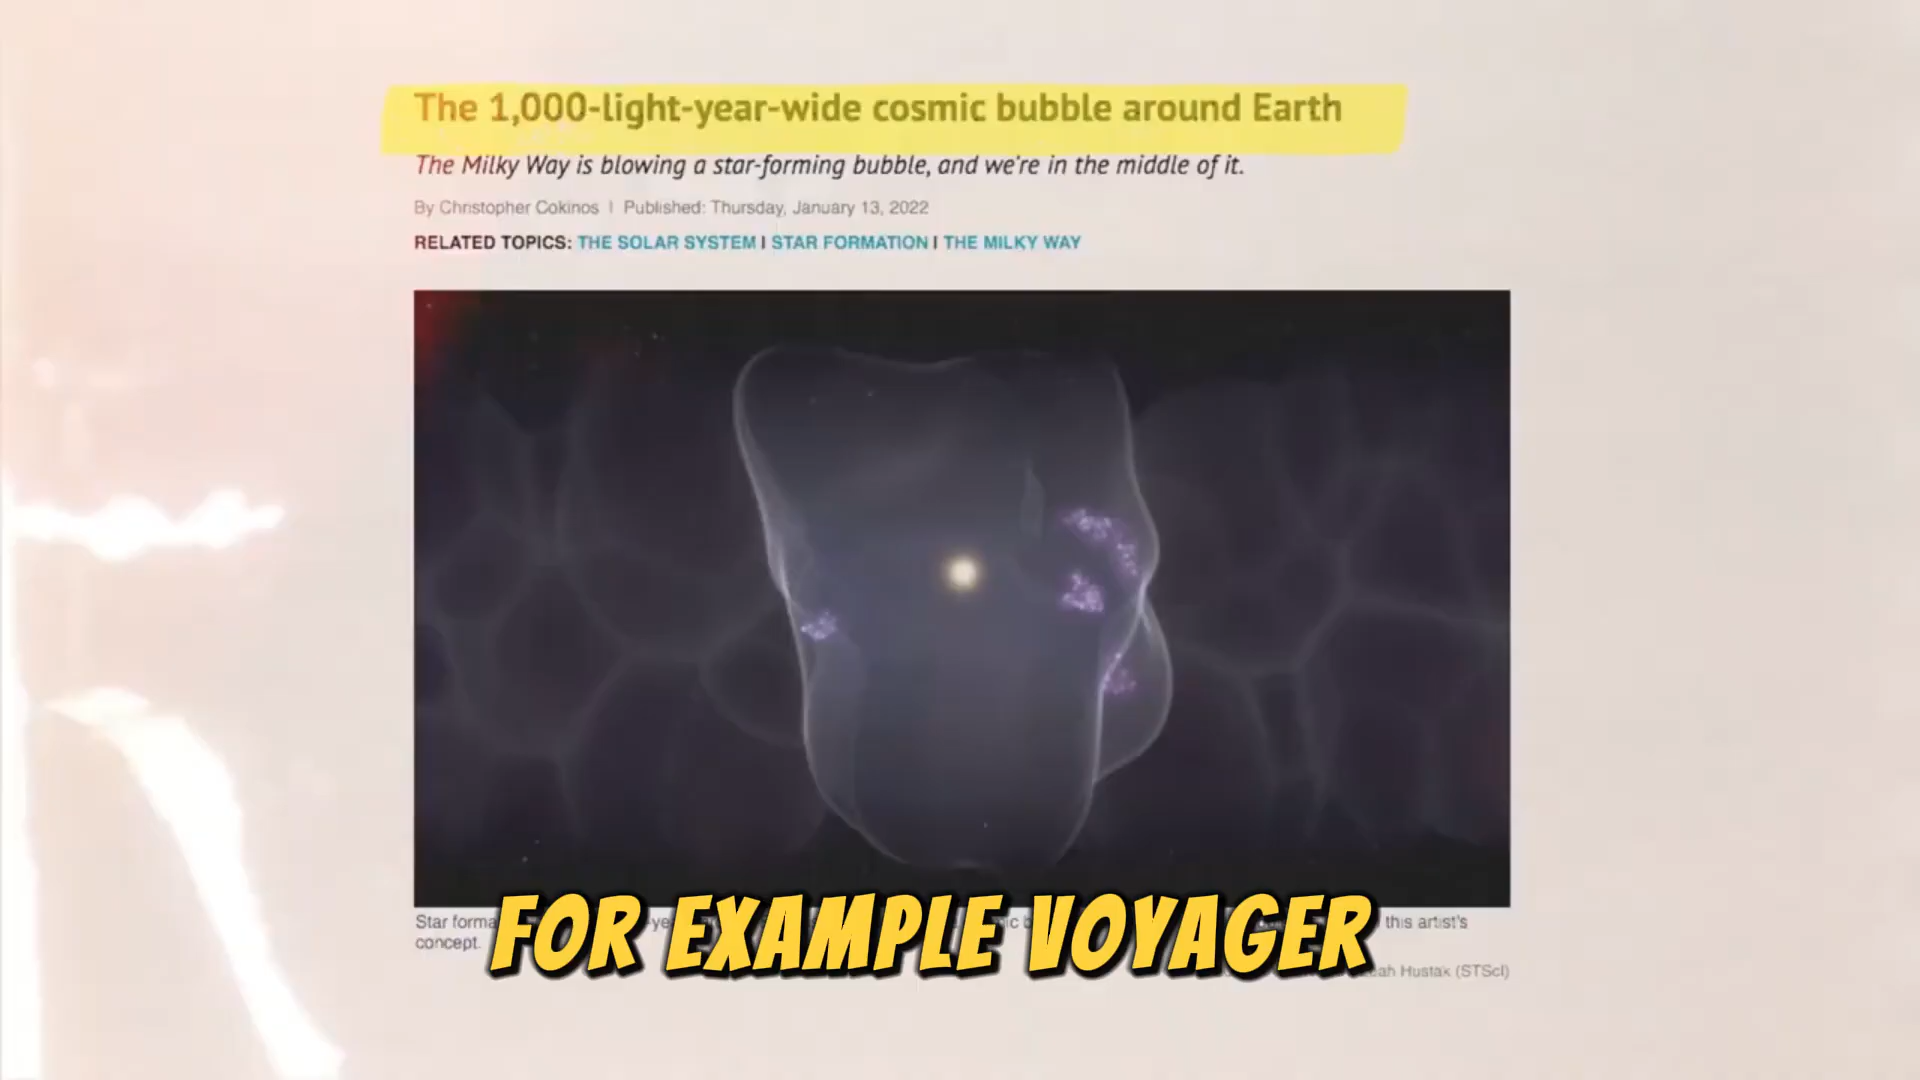 The 1,000-light-year-wide cosmic bubble around Earth
The Milky Way is blowing a star-forming bubble, and we're in the middle of it.
By Christopher Cokinos | Published: Thursday, January 13, 2022
RELATED TOPICS: THE SOLAR SYSTEM | STAR FORMATION | THE MILKY WAY
Star this artist's
concept.
FOR EXAMPLE VOYAGER
Hustak (STScI)